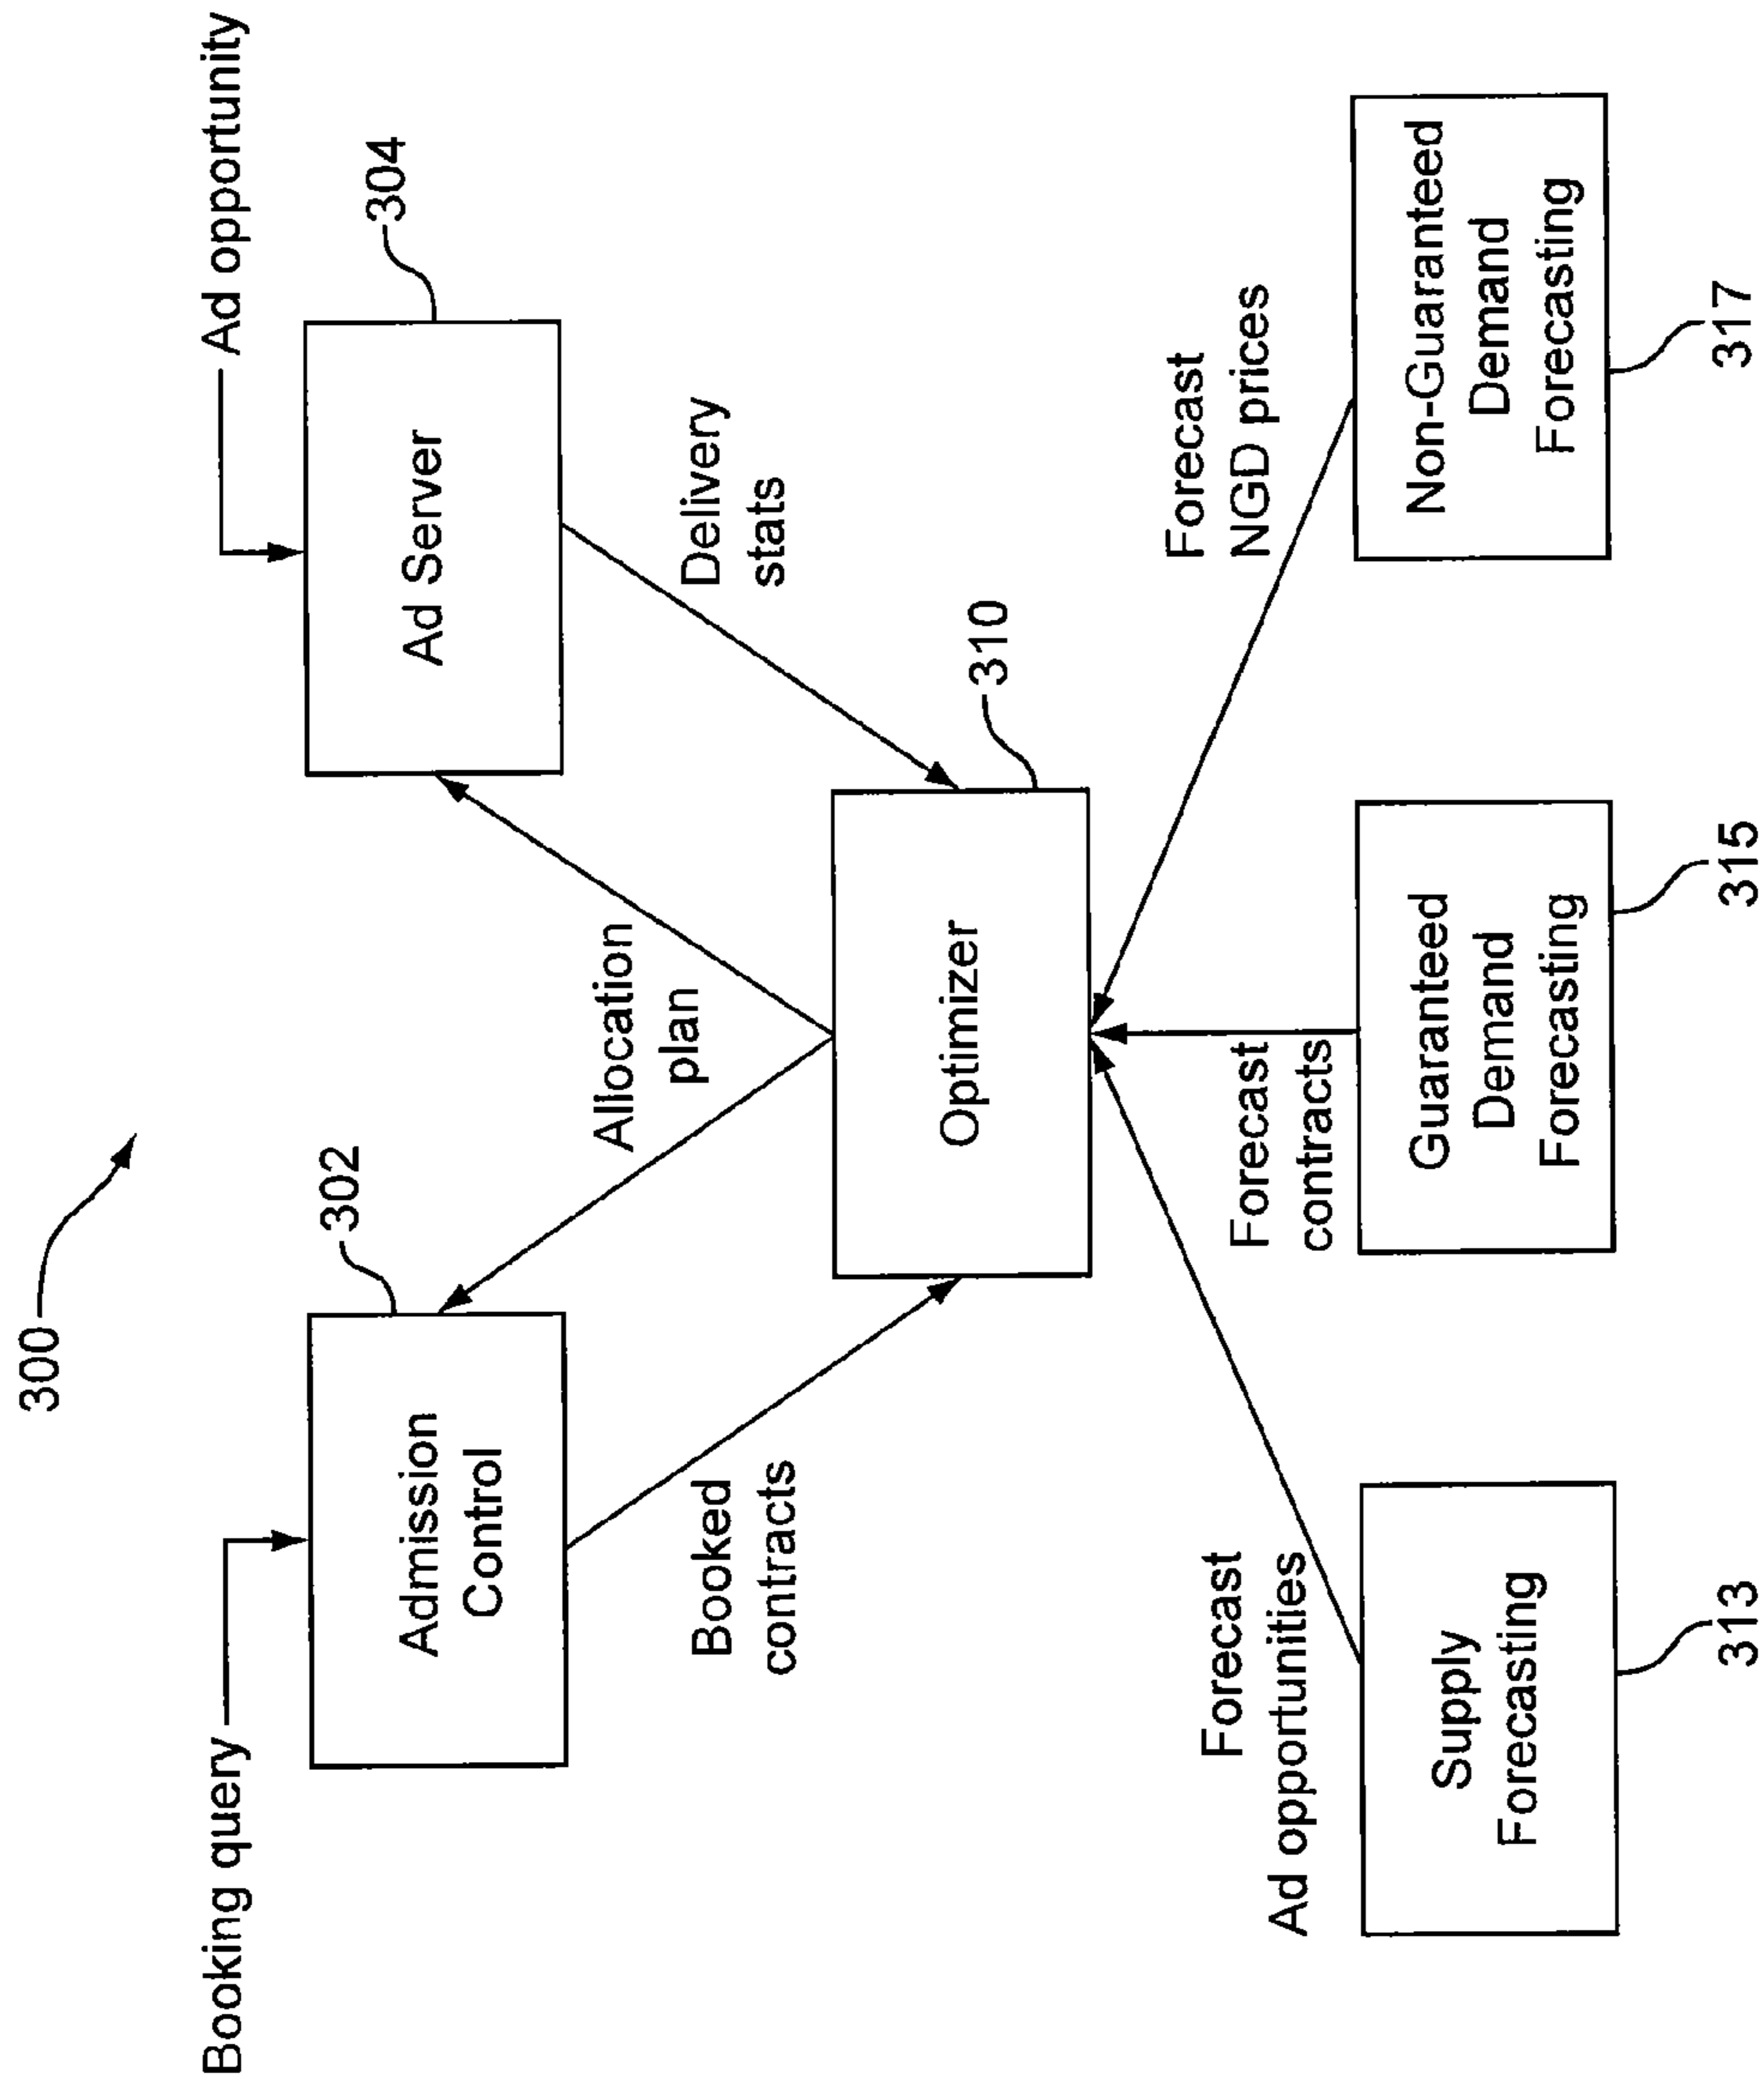 300
Booking query
Ad opportunity
302
304
Admission
Control
Ad Server
Allocation
plan
Booked
contracts
Delivery
stats
310
Optimizer
Forecast
Ad opportunities
Forecast
contracts
Forecast
NGD prices
Supply
Forecasting
Guaranteed
Demand
Forecasting
Non-Guaranteed
Demand
Forecasting
313
315
317